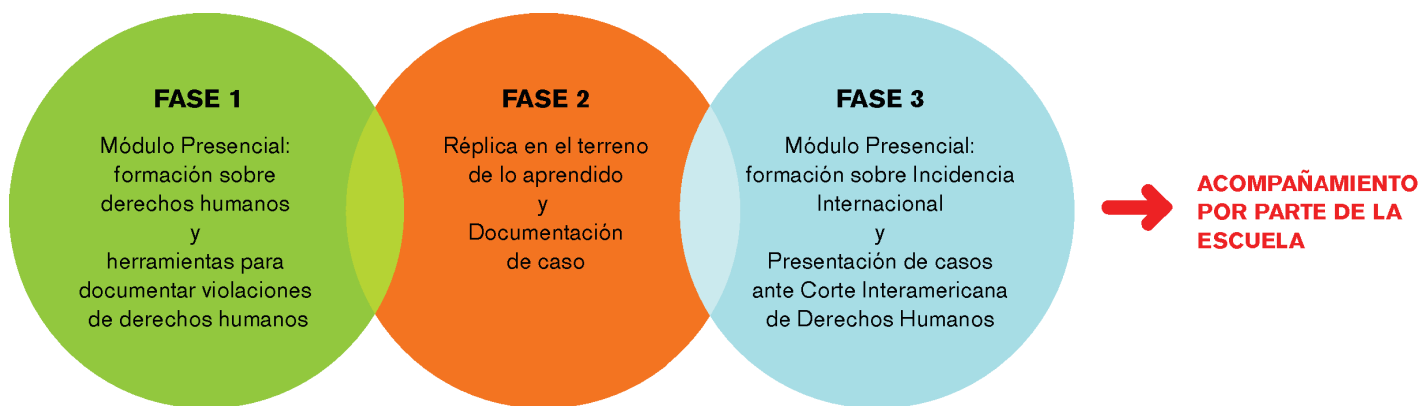 FASE 1
Módulo Presencial:
formación sobre
derechos humanos
y
herramientas para
documentar violaciones
de derechos humanos
FASE 2
Réplica en el terreno
de lo aprendido
y
Documentación
de caso
FASE 3
Módulo Presencial:
formación sobre Incidencia
Internacional
y
Presentación de casos
ante Corte Interamericana
de Derechos Humanos
ACOMPAÑAMIENTO
POR PARTE DE LA
ESCUELA